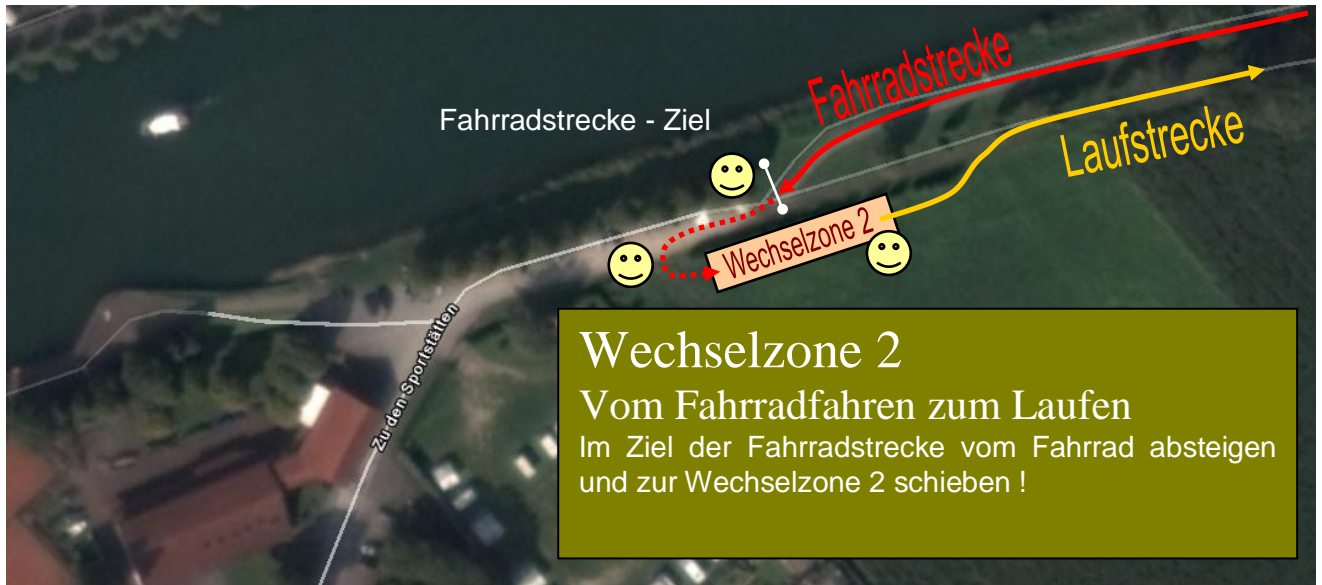 Fahrradstrecke
Laufstrecke
Fahrradstrecke - Ziel
Wechselzone 2
Zu den Sportstätten
Wechselzone 2
Vom Fahrradfahren zum Laufen
Im Ziel der Fahrradstrecke vom Fahrrad absteigen
und zur Wechselzone 2 schieben !